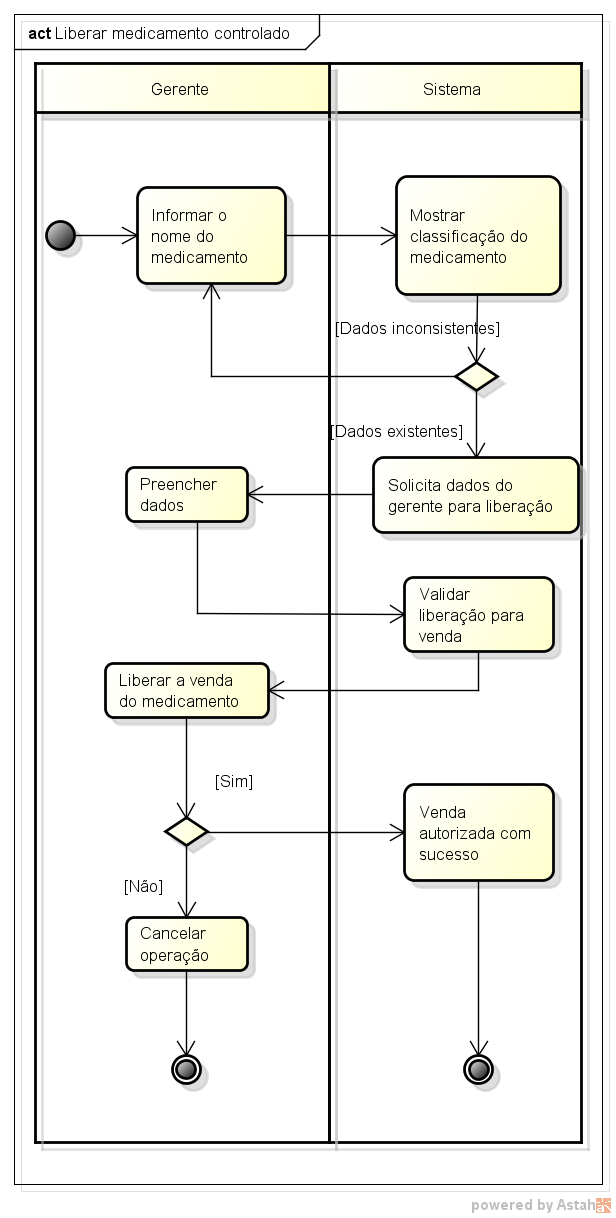 act Liberar medicamento controlado
Gerente
Sistema
Informar o
nome do
medicamento
Mostrar
classificação do
medicamento
[Dados inconsistentes]
[Dados existentes]
Solicita dados do
gerente para liberação
Preencher
dados
Validar
liberação para
venda
Liberar a venda
do medicamento
[Sim]
Venda
autorizada com
sucesso
[Não]
Cancelar
operação
powered by Astah